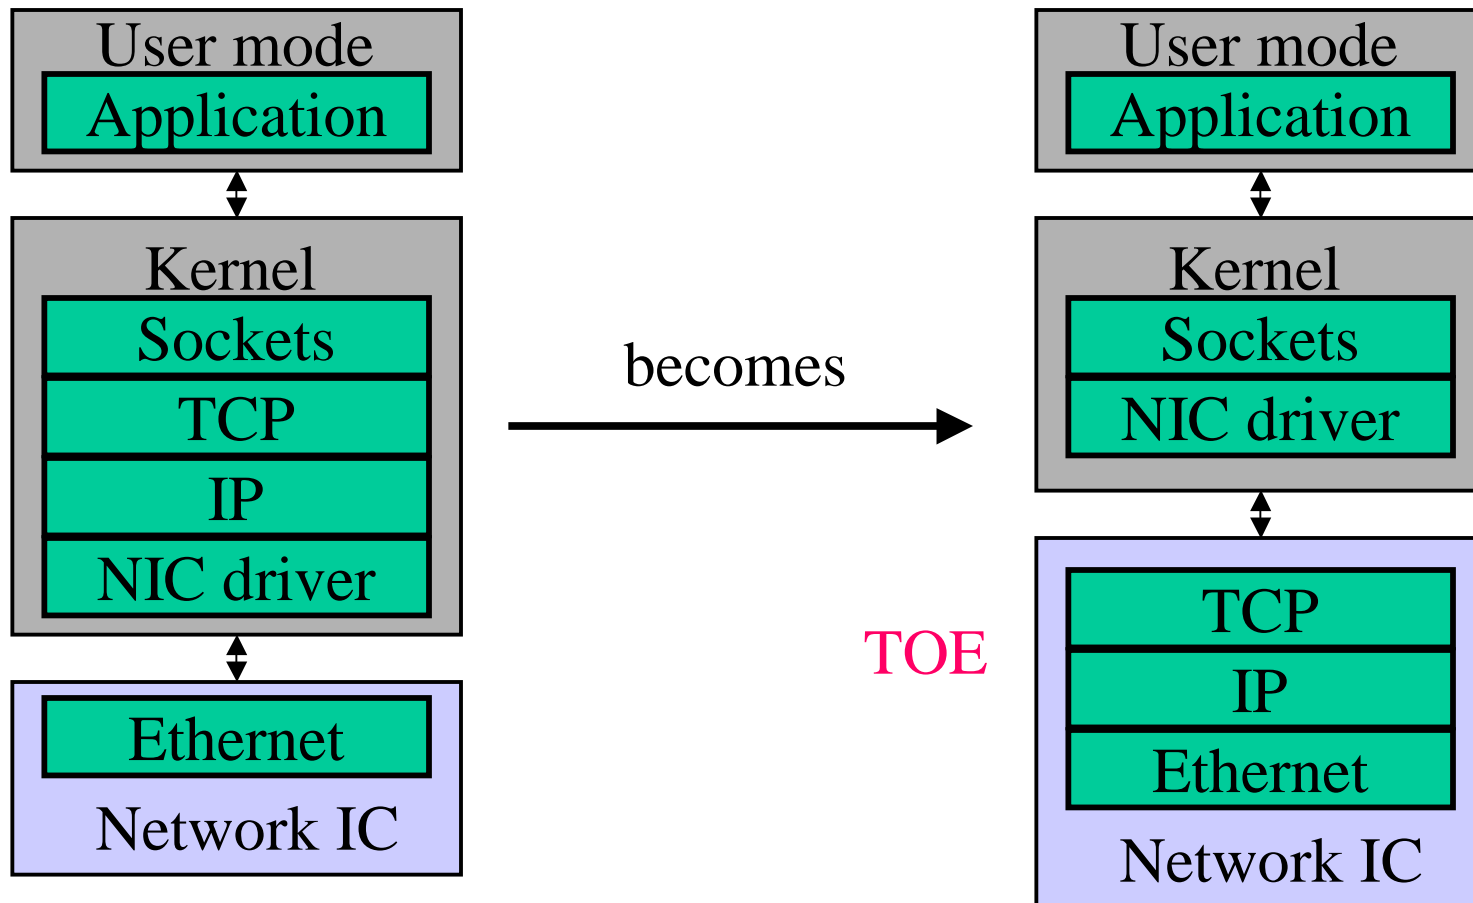 User mode
Application
Kernel
Sockets
TCP
IP
NIC driver
Ethernet
Network IC
becomes
User mode
Application
Kernel
Sockets
NIC driver
TOE
TCP
IP
Ethernet
Network IC